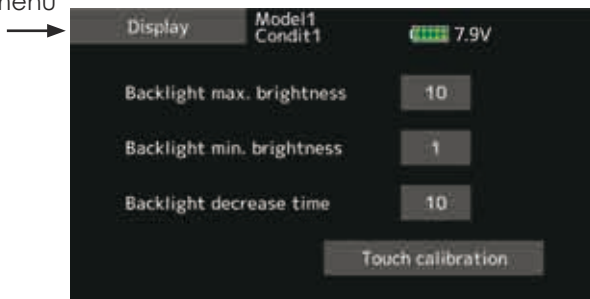 menu
Display
Model1
Condit1
7.9V
Backlight max. brightness 10
Backlight min. brightness 1
Backlight decrease time 10
Touch calibration